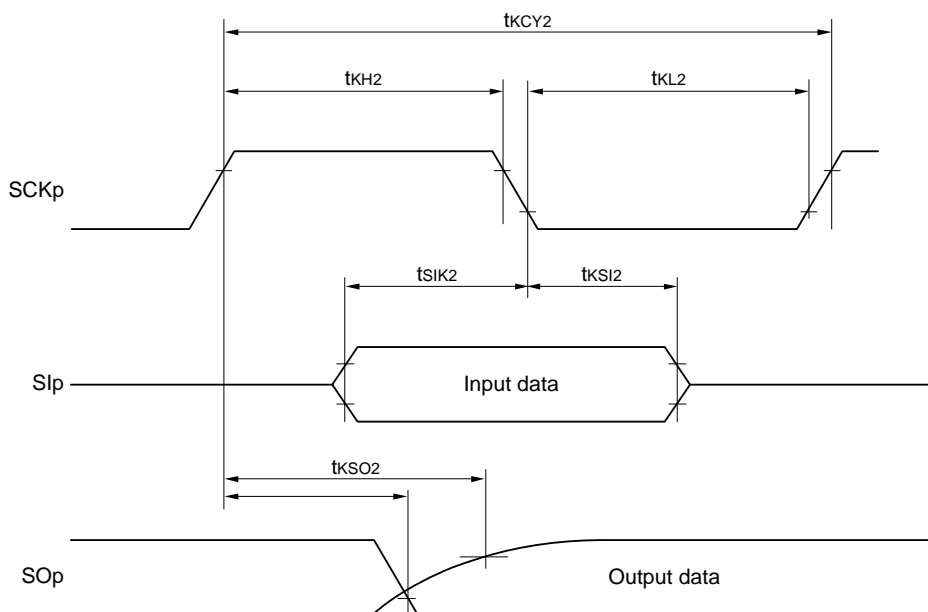 tKCY2
tKH2
tKL2
SCKp
tSIK2
tKSI2
SIp
Input data
tKSO2
SOp
Output data